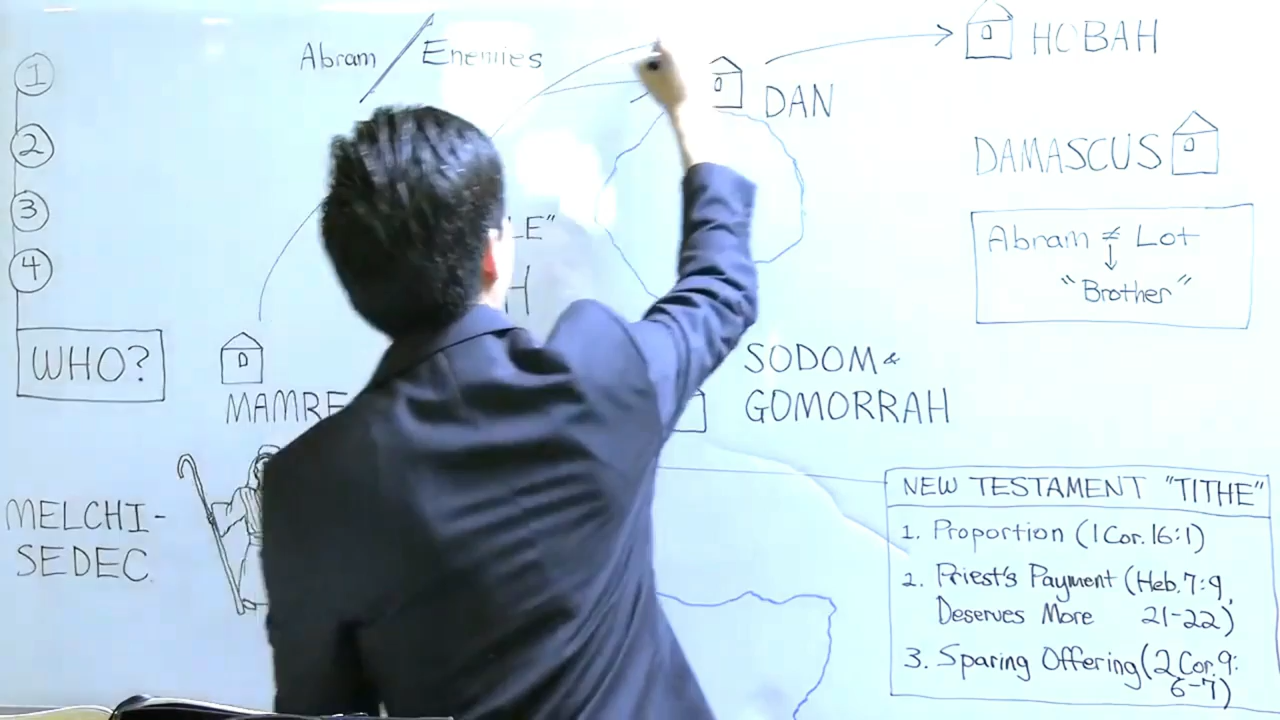 Abram / Enemies
1
2
3
4
WHO?
MAMRE
MELCHI-
SEDEC
LE"
H
DAN
HOBAH
DAMASCUS
Abram ≠ Lot
↓
"Brother"
SODOM &
GOMORRAH
NEW TESTAMENT "TITHE"
1. Proportion (1 Cor. 16:1)
2. Priest's Payment (Heb. 7:9,
Deserves More 21-22)
3. Sparing Offering (2 Cor. 9:
6-7)